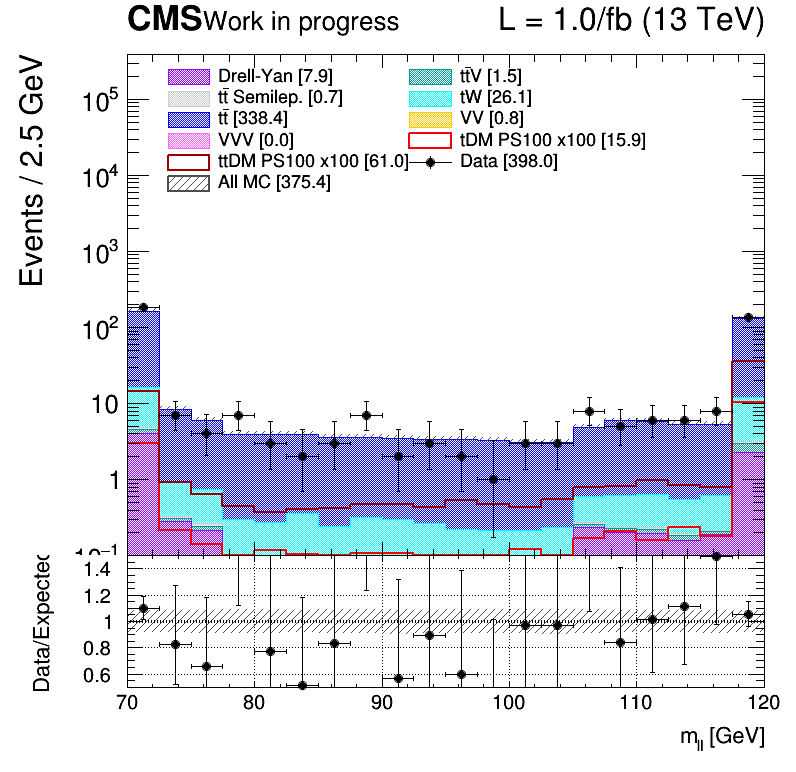 CMS Work in progress L = 1.0/fb (13 TeV)
Drell-Yan [7.9] tt̄V [1.5]
tt̄ Semilep. [0.7] tW [26.1]
tt̄ [338.4] VV [0.8]
VVV [0.0] tDM PS100 x100 [15.9]
ttDM PS100 x100 [61.0] Data [398.0]
All MC [375.4]
Events / 2.5 GeV
10⁵
10⁴
10³
10²
10
1
10⁻¹
Data/Expected
1.4
1.2
1
0.8
0.6
70 80 90 100 110 120
m_ll [GeV]